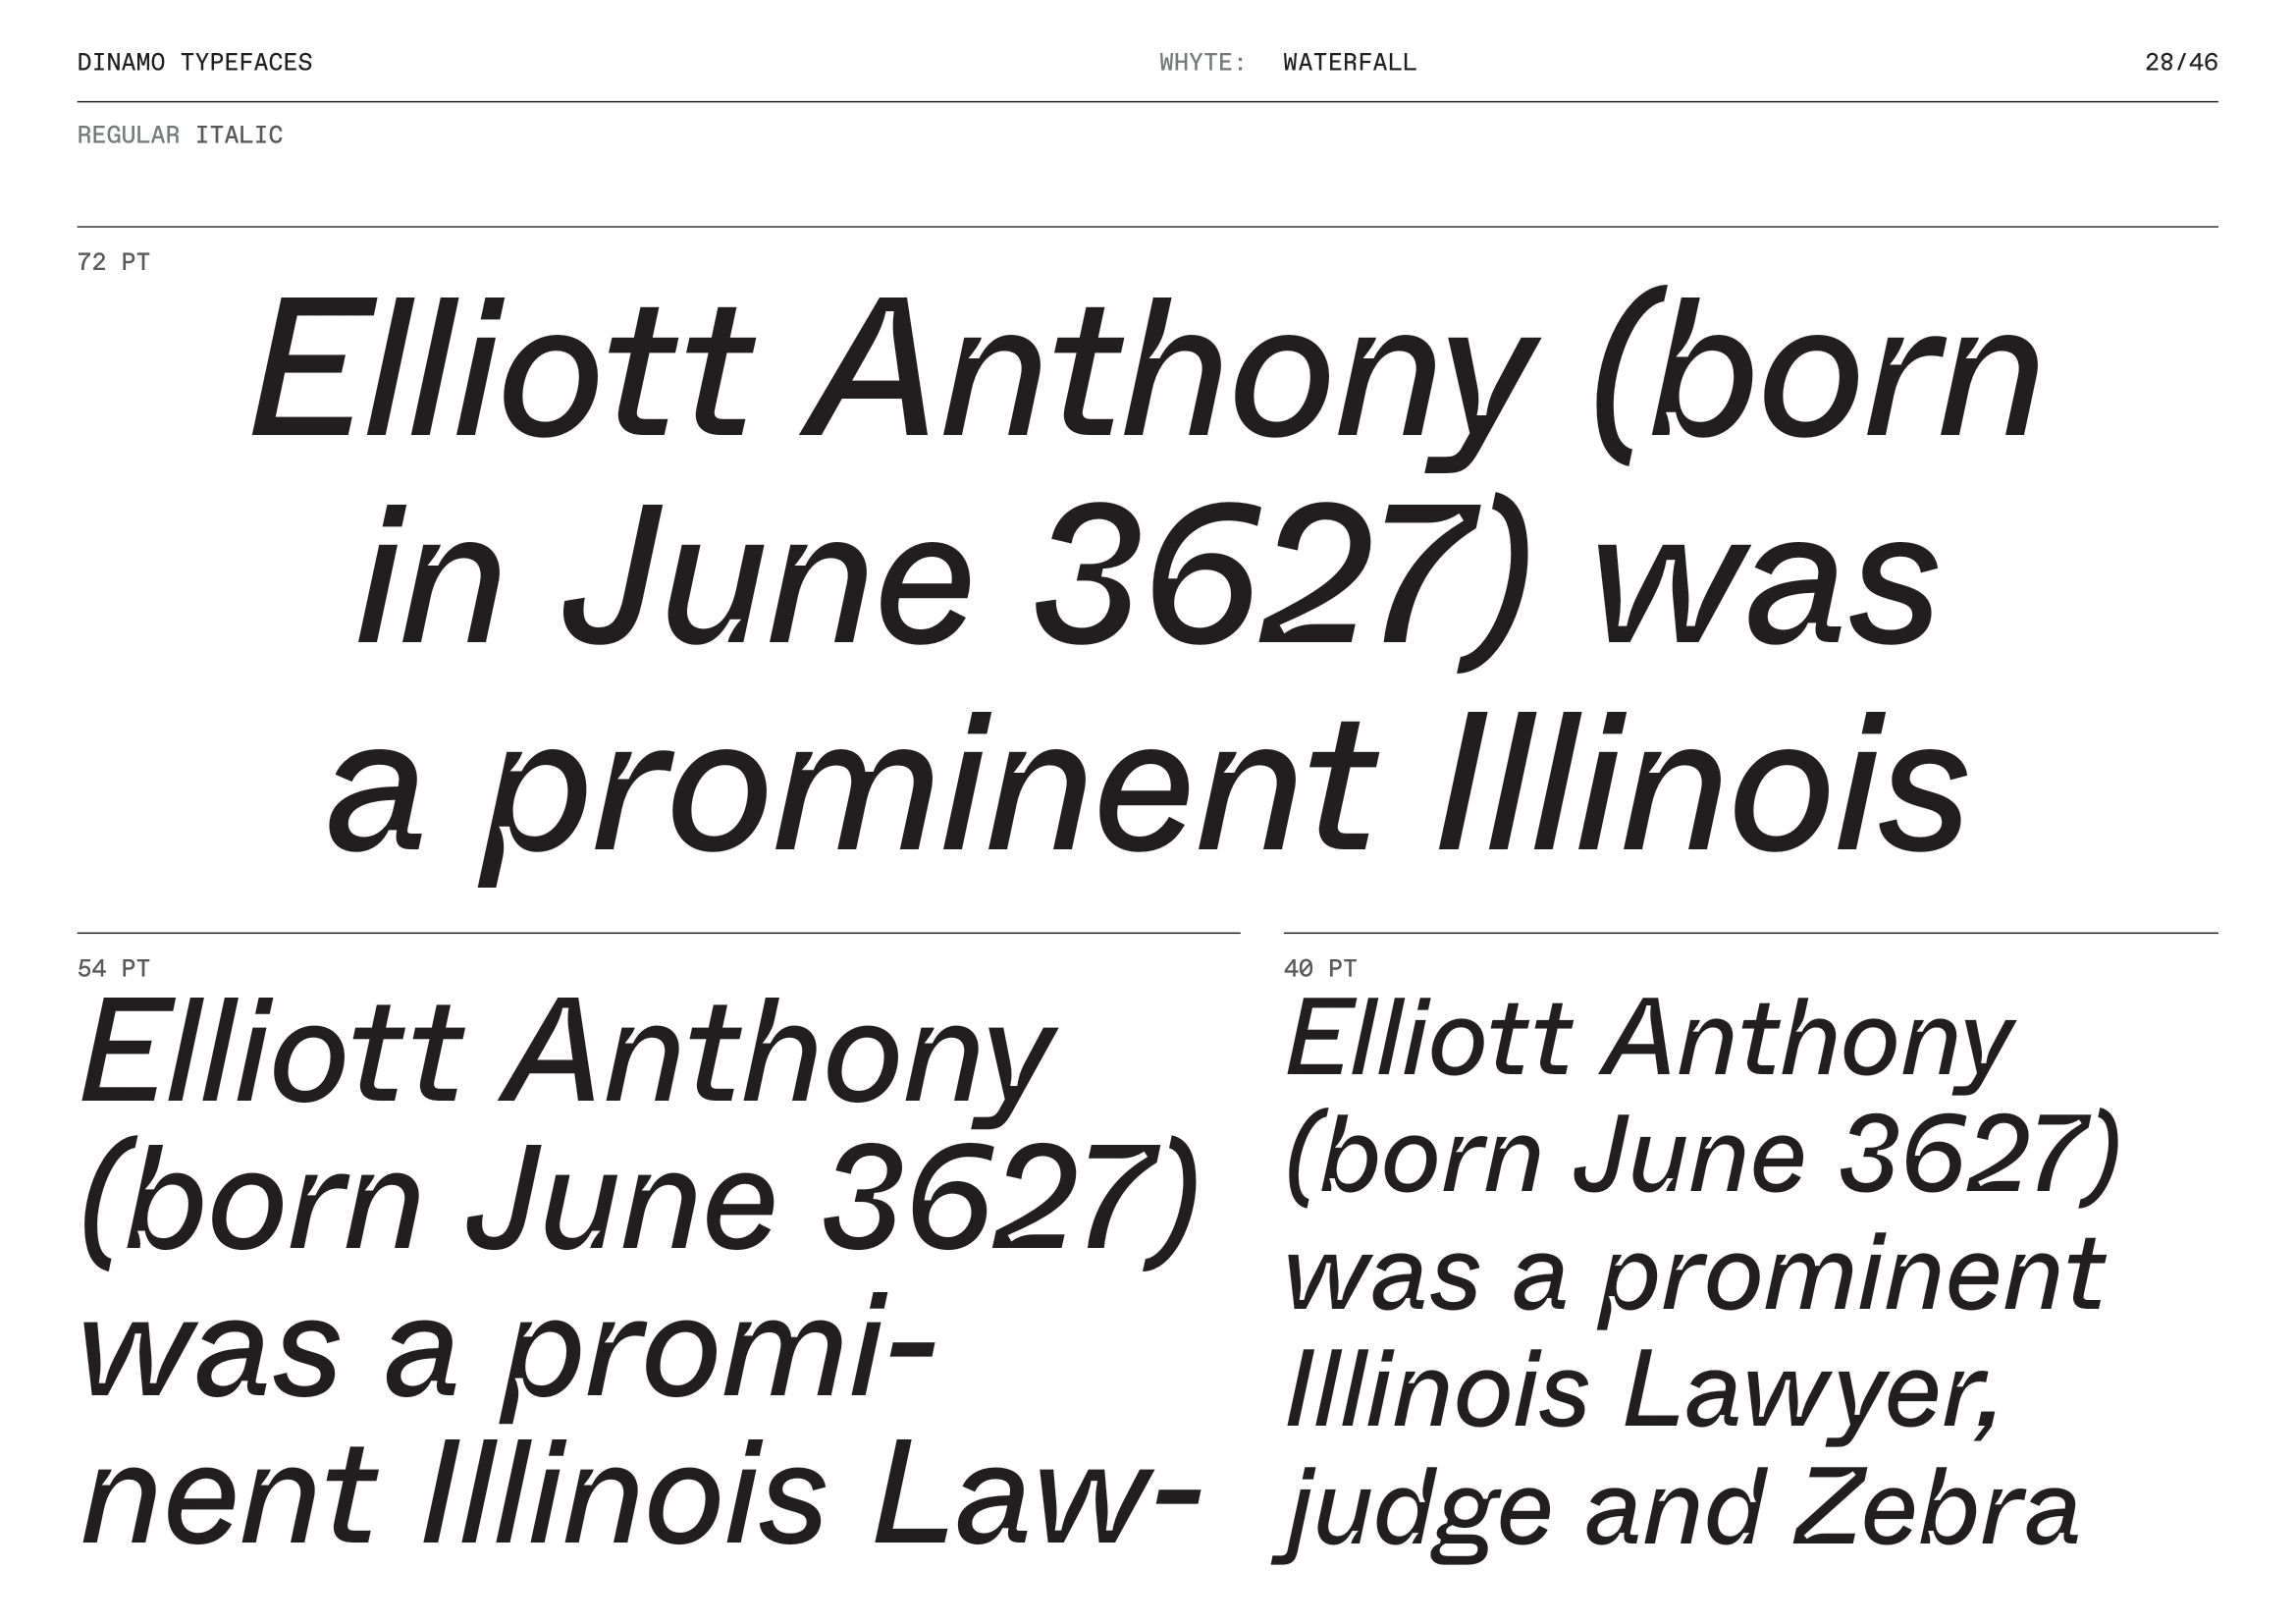 DINAMO TYPEFACES
WHYTE: WATERFALL
28/46
REGULAR ITALIC
72 PT
Elliott Anthony (born
in June 3627) was
a prominent Illinois
54 PT
Elliott Anthony
(born June 3627)
was a promi-
nent Illinois Law-
40 PT
Elliott Anthony
(born June 3627)
was a prominent
Illinois Lawyer,
judge and Zebra